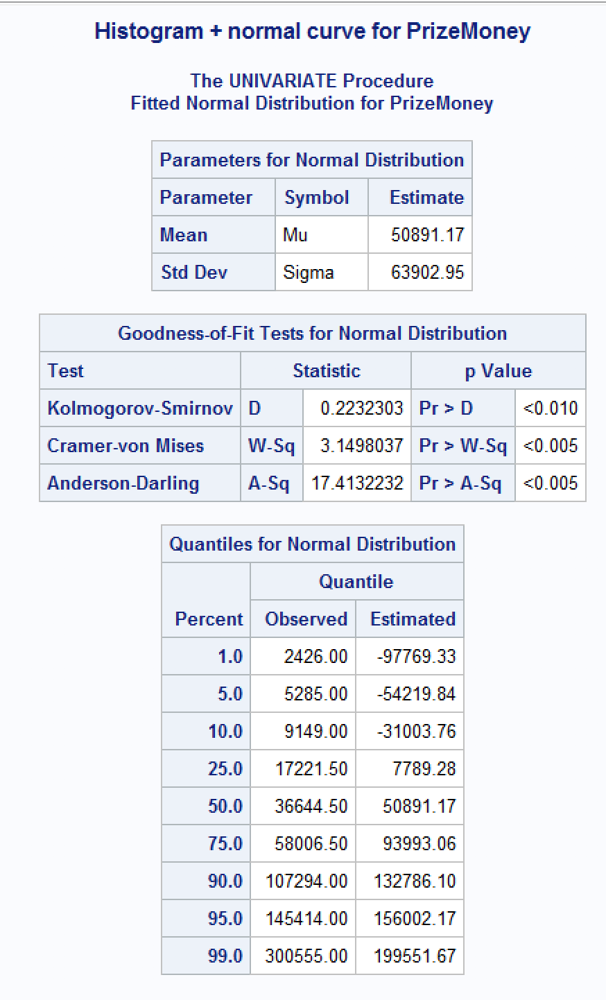 Histogram + normal curve for PrizeMoney
The UNIVARIATE Procedure
Fitted Normal Distribution for PrizeMoney
Parameters for Normal Distribution
Parameter Symbol Estimate
Mean Mu 50891.17
Std Dev Sigma 63902.95
Goodness-of-Fit Tests for Normal Distribution
Test Statistic p Value
Kolmogorov-Smirnov D 0.2232303 Pr > D <0.010
Cramer-von Mises W-Sq 3.1498037 Pr > W-Sq <0.005
Anderson-Darling A-Sq 17.4132232 Pr > A-Sq <0.005
Quantiles for Normal Distribution
Quantile
Percent Observed Estimated
1.0 2426.00 -97769.33
5.0 5285.00 -54219.84
10.0 9149.00 -31003.76
25.0 17221.50 7789.28
50.0 36644.50 50891.17
75.0 58006.50 93993.06
90.0 107294.00 132786.10
95.0 145414.00 156002.17
99.0 300555.00 199551.67